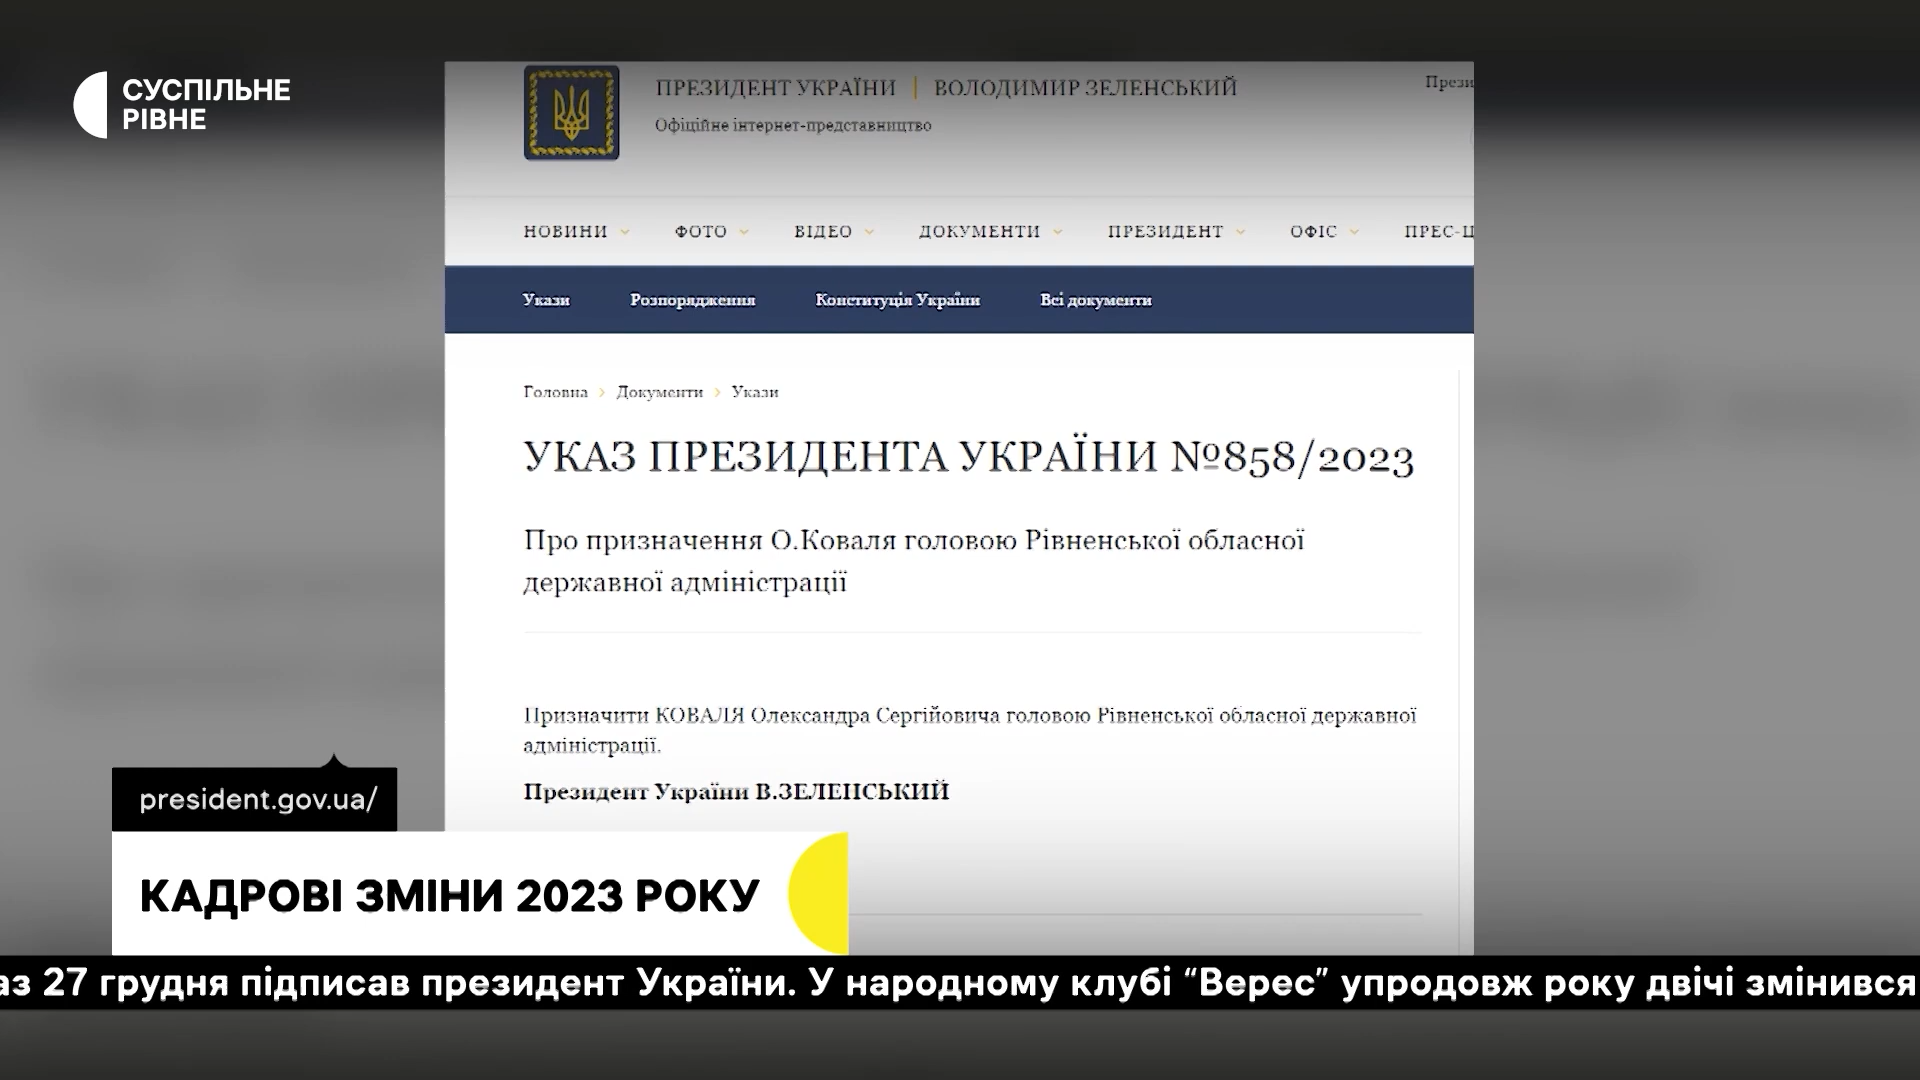 СУСПІЛЬНЕ
РІВНЕ
ПРЕЗИДЕНТ УКРАЇНИ | ВОЛОДИМИР ЗЕЛЕНСЬКИЙ
Офіційне інтернет-представництво
НОВИНИ ФОТО ВІДЕО ДОКУМЕНТИ ПРЕЗИДЕНТ ОФІС
Укази Розпорядження Конституція України Всі документи
Головна > Документи > Укази
УКАЗ ПРЕЗИДЕНТА УКРАЇНИ №858/2023
Про призначення О.Коваля головою Рівненської обласної
державної адміністрації
Призначити КОВАЛЯ Олександра Сергійовича головою Рівненської обласної державної
адміністрації.
Президент України В.ЗЕЛЕНСЬКИЙ
president.gov.ua/
КАДРОВІ ЗМІНИ 2023 РОКУ
27 грудня підписав президент України. У народному клубі “Верес” упродовж року двічі змінився